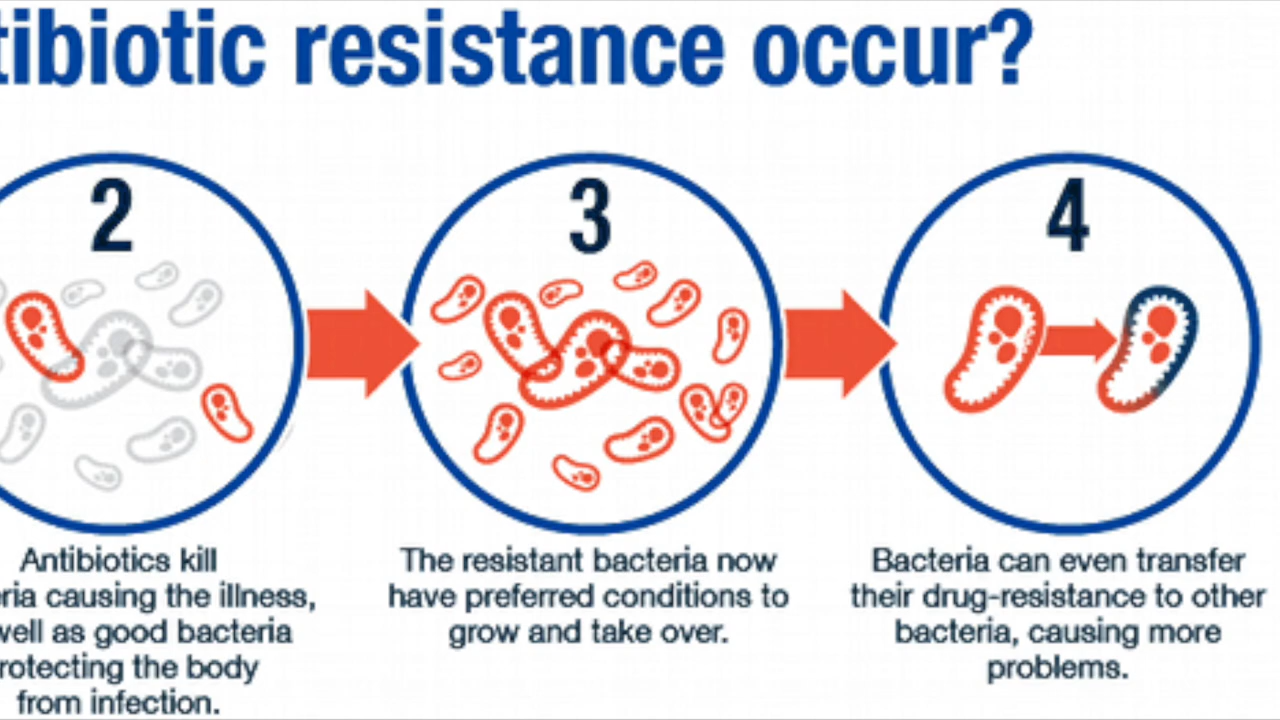 tibiotic resistance occur?
2
Antibiotics kill
ria causing the illness,
well as good bacteria
rotecting the body
from infection.
3
The resistant bacteria now
have preferred conditions to
grow and take over.
4
Bacteria can even transfer
their drug-resistance to other
bacteria, causing more
problems.